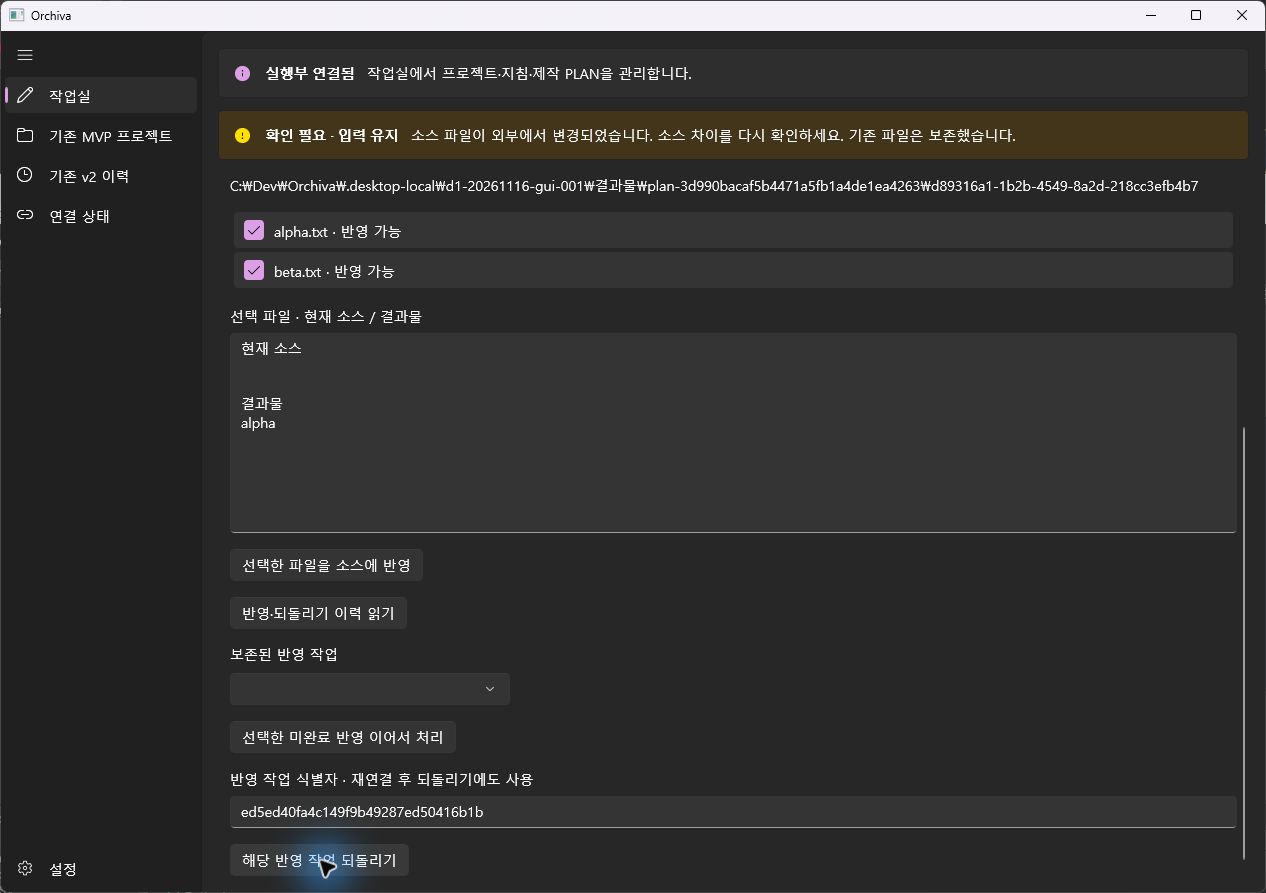 Orchiva
작업실
기존 MVP 프로젝트
기존 v2 이력
연결 상태
설정
실행부 연결됨 작업실에서 프로젝트·지침·제작 PLAN을 관리합니다.
확인 필요 · 입력 유지 소스 파일이 외부에서 변경되었습니다. 소스 차이를 다시 확인하세요. 기존 파일은 보존했습니다.
C:₩Dev₩Orchiva₩.desktop-local₩d1-20261116-gui-001₩결과물₩plan-3d990bacaf5b4471a5fb1a4de1ea4263₩d89316a1-1b2b-4549-8a2d-218cc3efb4b7
alpha.txt · 반영 가능
beta.txt · 반영 가능
선택 파일 · 현재 소스 / 결과물
현재 소스
결과물
alpha
선택한 파일을 소스에 반영
반영·되돌리기 이력 읽기
보존된 반영 작업
선택한 미완료 반영 이어서 처리
반영 작업 식별자 · 재연결 후 되돌리기에도 사용
ed5ed40fa4c149f9b49287ed50416b1b
해당 반영 작업 되돌리기